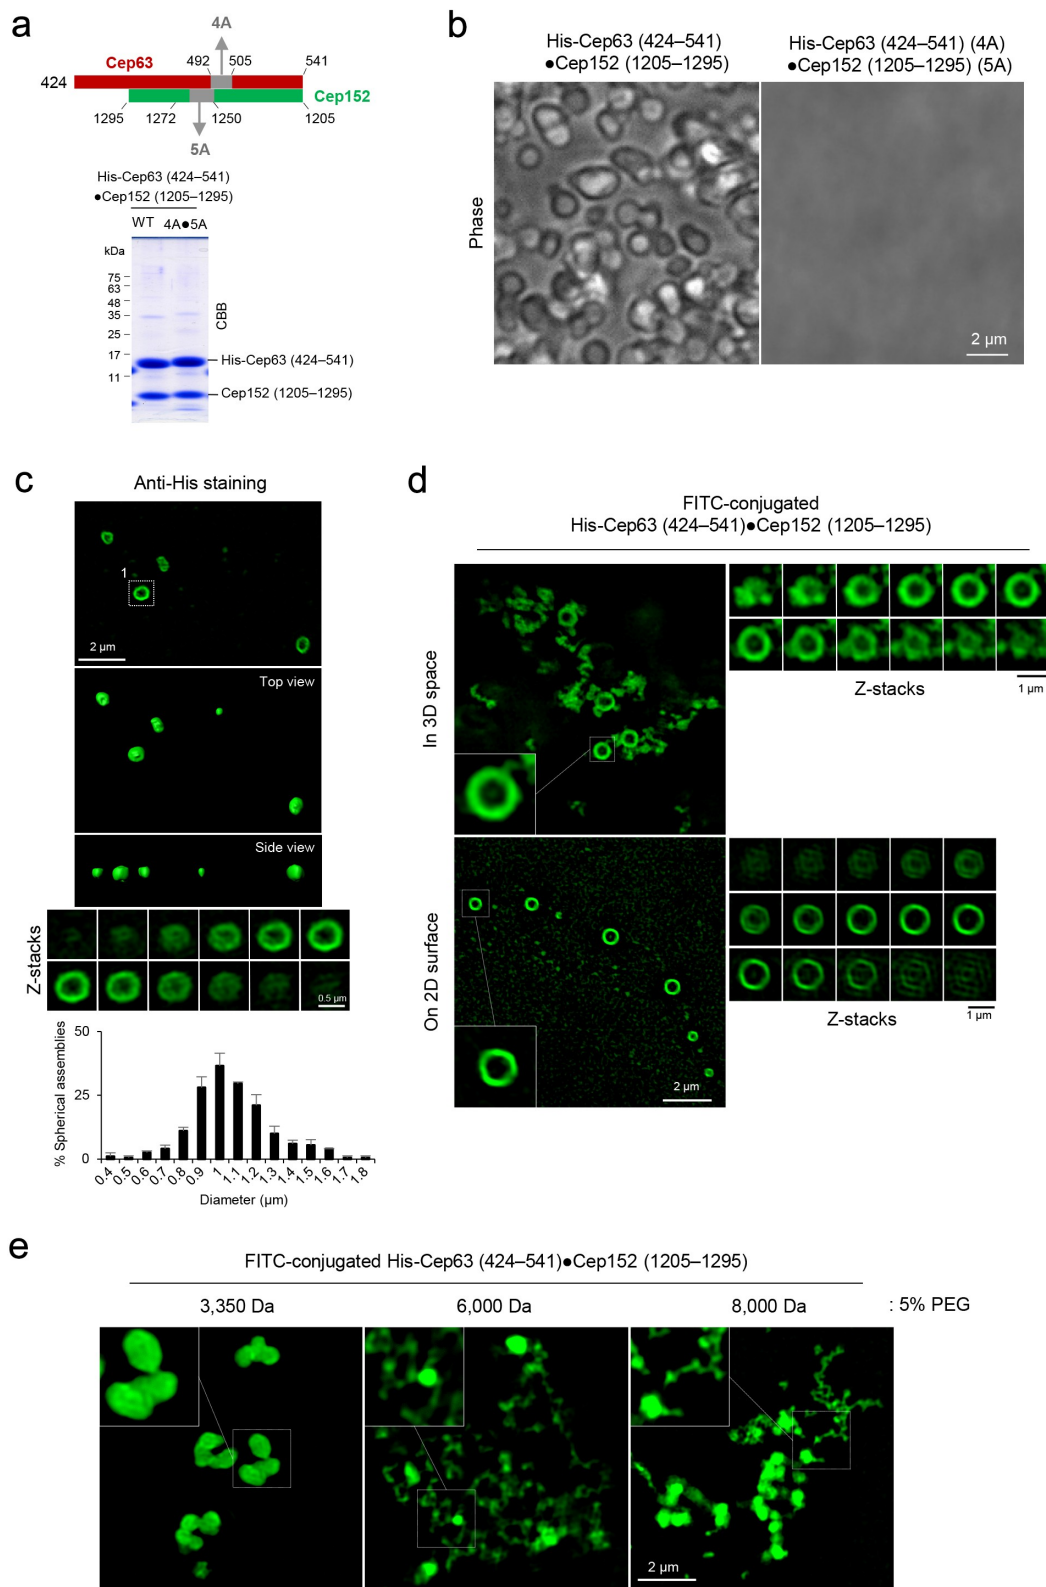 a
4A
Cep63
492
505
541
424
Cep152
1295
1272
1250
1205
5A
His-Cep63 (424–541)
●Cep152 (1205–1295)
WT 4A●5A
kDa
75
63
48
35
25
17
11
CBB
His-Cep63 (424–541)
Cep152 (1205–1295)
b
His-Cep63 (424–541)
●Cep152 (1205–1295)
His-Cep63 (424–541) (4A)
●Cep152 (1205–1295) (5A)
Phase
2 µm
c
Anti-His staining
1
2 µm
Top view
Side view
Z-stacks
0.5 µm
% Spherical assemblies
50
25
0
0.4 0.5 0.6 0.7 0.8 0.9 1 1.1 1.2 1.3 1.4 1.5 1.6 1.7 1.8
Diameter (µm)
d
FITC-conjugated
His-Cep63 (424–541)●Cep152 (1205–1295)
In 3D space
Z-stacks
1 µm
On 2D surface
2 µm
Z-stacks
1 µm
e
FITC-conjugated His-Cep63 (424–541)●Cep152 (1205–1295)
3,350 Da 6,000 Da 8,000 Da : 5% PEG
2 µm